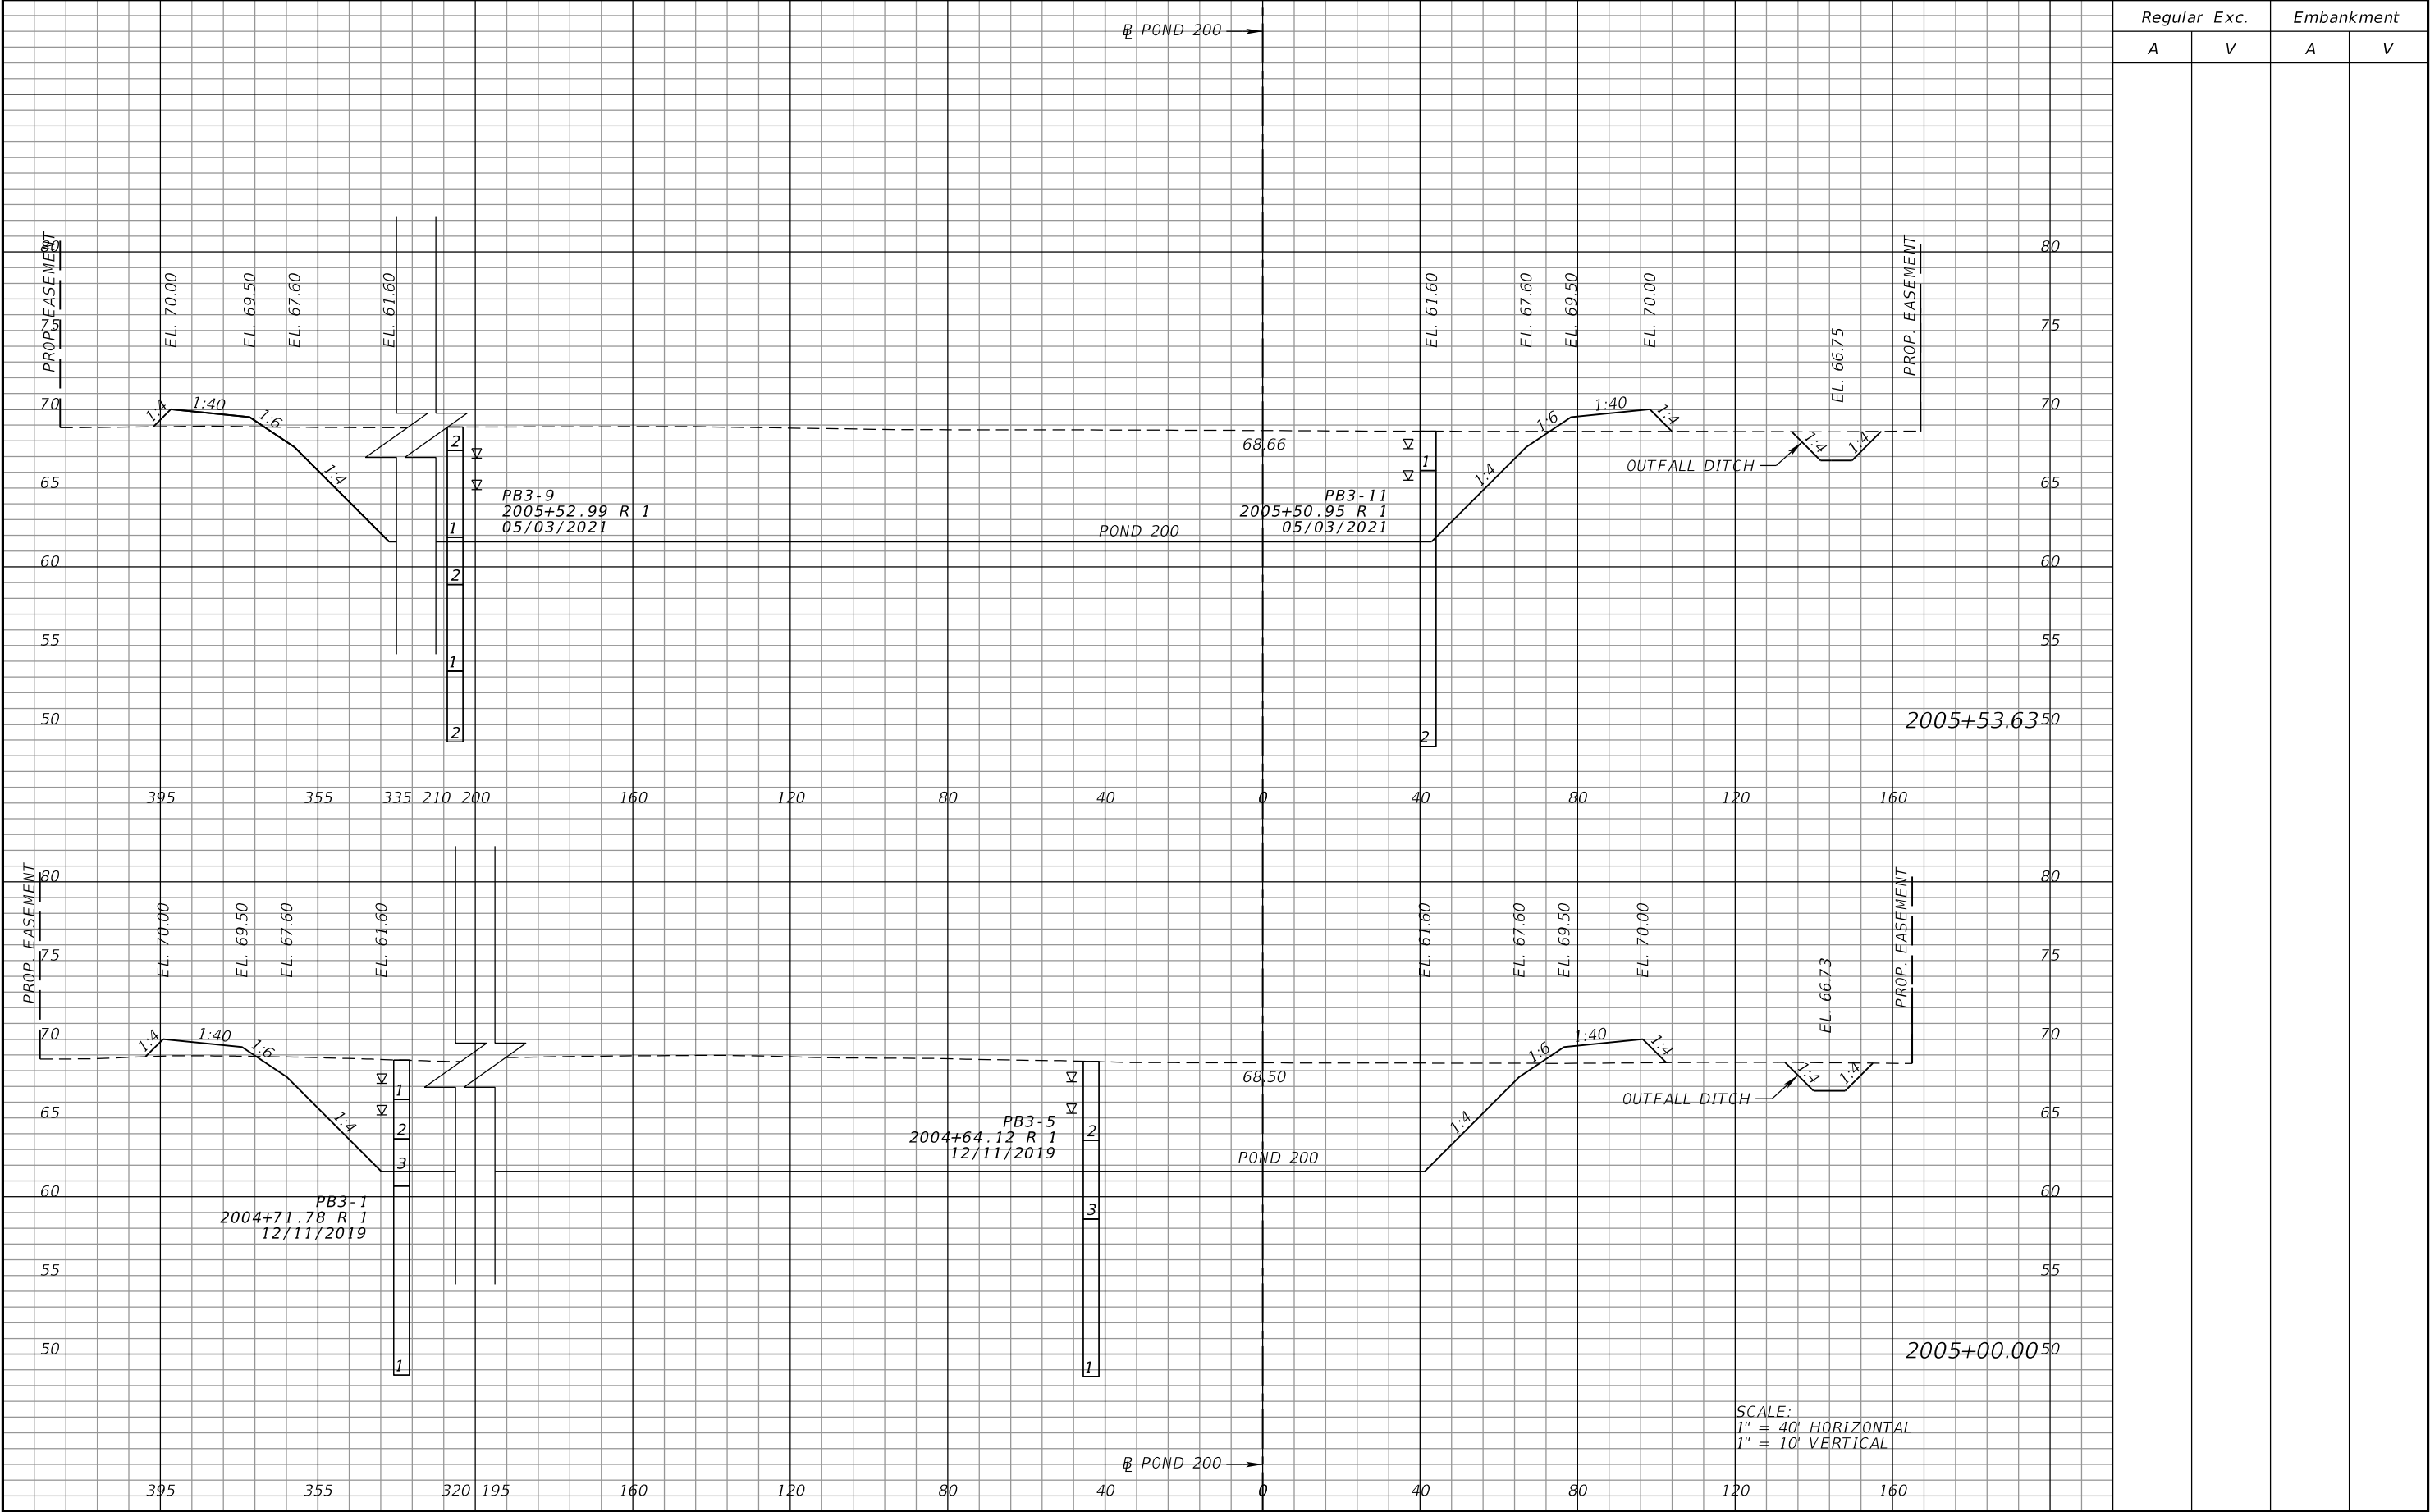 Regular Exc. Embankment
A V A V
BL POND 200
80 80
PROP. EASEMENT
EL. 70.00
EL. 69.50
EL. 67.60
EL. 61.60
EL. 61.60
EL. 67.60
EL. 69.50
EL. 70.00
EL. 66.75
PROP. EASEMENT
75 75
70 70
1:4 1:40 1:6 1:4
1:4 1:6 1:40 1:4
1:4 1:4
68.66
OUTFALL DITCH
65 65
PB3-9
2005+52.99 R 1
05/03/2021
PB3-11
2005+50.95 R 1
05/03/2021
POND 200
2
1
2
1
2
1
2
60 60
55 55
50 2005+53.63 50
395 355 335 210 200 160 120 80 40 0 40 80 120 160
80 80
PROP. EASEMENT
EL. 70.00
EL. 69.50
EL. 67.60
EL. 61.60
EL. 61.60
EL. 67.60
EL. 69.50
EL. 70.00
EL. 66.73
PROP. EASEMENT
75 75
70 70
1:4 1:40 1:6 1:4
1:4 1:6 1:40 1:4
1:4 1:4
68.50
OUTFALL DITCH
65 65
PB3-5
2004+64.12 R 1
12/11/2019
POND 200
1
2
3
1
2
3
1
60 60
PB3-1
2004+71.78 R 1
12/11/2019
55 55
50 2005+00.00 50
SCALE:
1" = 40' HORIZONTAL
1" = 10' VERTICAL
BL POND 200
395 355 320 195 160 120 80 40 0 40 80 120 160